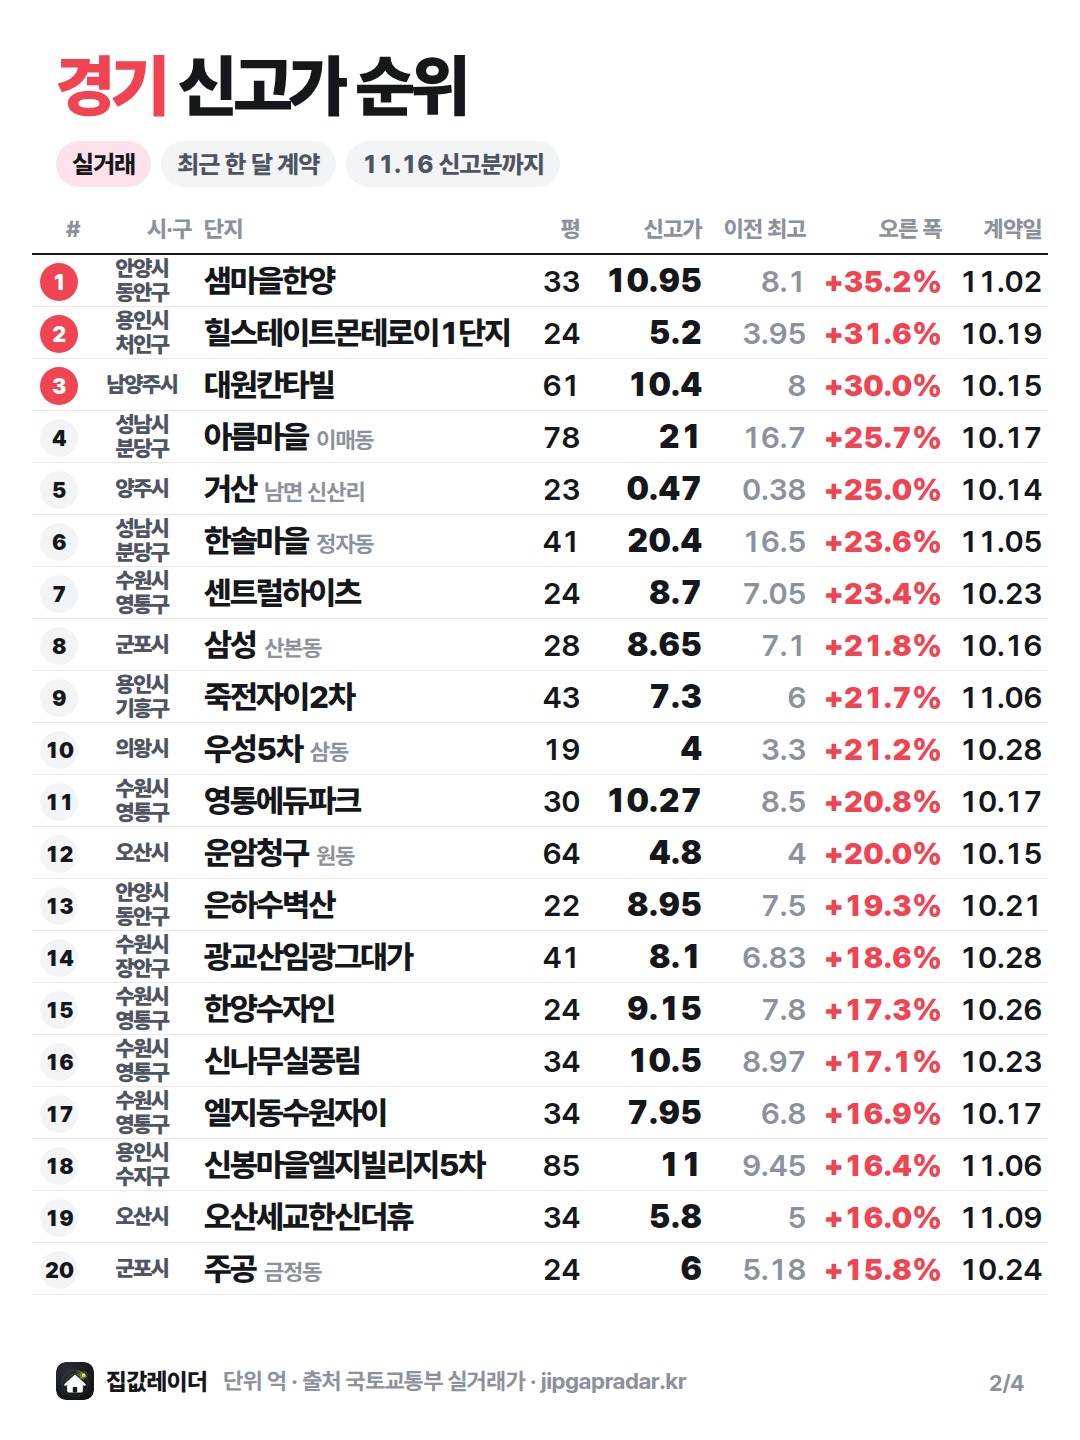 경기 신고가 순위
실거래 최근 한 달 계약 11.16 신고분까지
# 시·구 단지 평 신고가 이전 최고 오른 폭 계약일
1 안양시 동안구 샘마을한양 33 10.95 8.1 +35.2% 11.02
2 용인시 처인구 힐스테이트몬테로이1단지 24 5.2 3.95 +31.6% 10.19
3 남양주시 대원칸타빌 61 10.4 8 +30.0% 10.15
4 성남시 분당구 아름마을 이매동 78 21 16.7 +25.7% 10.17
5 양주시 거산 남면 신산리 23 0.47 0.38 +25.0% 10.14
6 성남시 분당구 한솔마을 정자동 41 20.4 16.5 +23.6% 11.05
7 수원시 영통구 센트럴하이츠 24 8.7 7.05 +23.4% 10.23
8 군포시 삼성 산본동 28 8.65 7.1 +21.8% 10.16
9 용인시 기흥구 죽전자이2차 43 7.3 6 +21.7% 11.06
10 의왕시 우성5차 삼동 19 4 3.3 +21.2% 10.28
11 수원시 영통구 영통에듀파크 30 10.27 8.5 +20.8% 10.17
12 오산시 운암청구 원동 64 4.8 4 +20.0% 10.15
13 안양시 동안구 은하수벽산 22 8.95 7.5 +19.3% 10.21
14 수원시 장안구 광교산임광그대가 41 8.1 6.83 +18.6% 10.28
15 수원시 영통구 한양수자인 24 9.15 7.8 +17.3% 10.26
16 수원시 영통구 신나무실풍림 34 10.5 8.97 +17.1% 10.23
17 수원시 영통구 엘지동수원자이 34 7.95 6.8 +16.9% 10.17
18 용인시 수지구 신봉마을엘지빌리지5차 85 11 9.45 +16.4% 11.06
19 오산시 오산세교한신더휴 34 5.8 5 +16.0% 11.09
20 군포시 주공 금정동 24 6 5.18 +15.8% 10.24
집값레이더 단위 억 · 출처 국토교통부 실거래가 · jipgapradar.kr 2/4